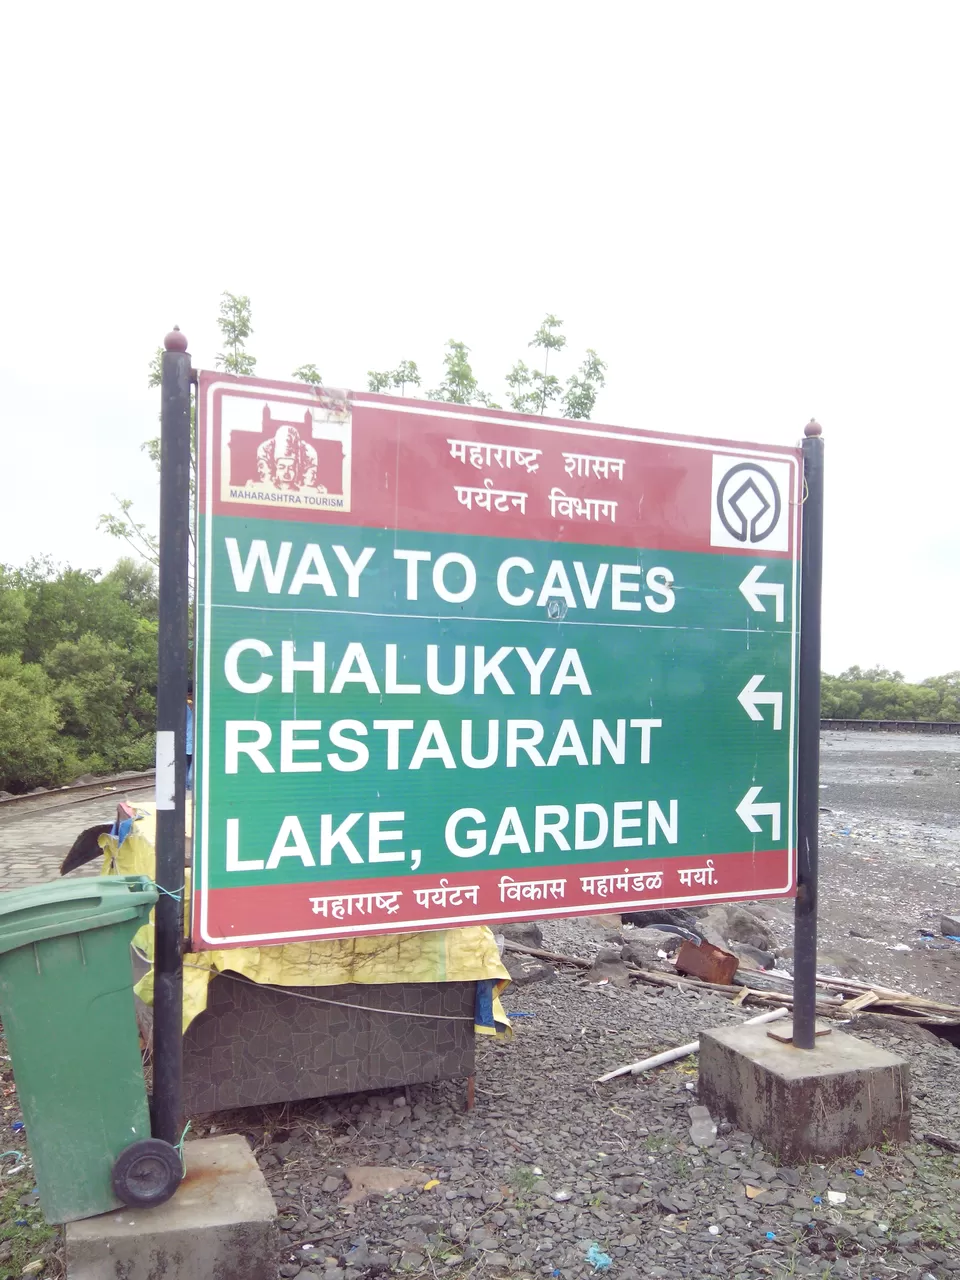 MAHARASHTRA TOURISM
महाराष्ट्र शासन
पर्यटन विभाग
WAY TO CAVES
CHALUKYA
RESTAURANT
LAKE, GARDEN
महाराष्ट्र पर्यटन विकास महामंडळ मर्या.